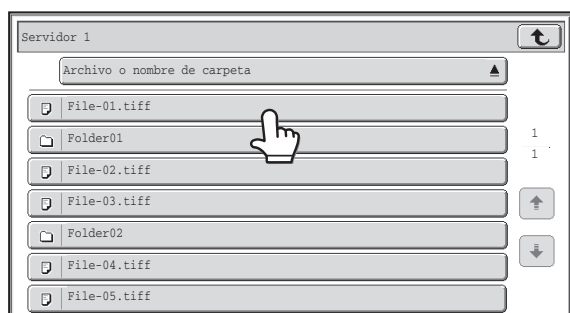 Servidor 1
Archivo o nombre de carpeta
File-01.tiff
Folder01
1
1
File-02.tiff
File-03.tiff
Folder02
File-04.tiff
File-05.tiff